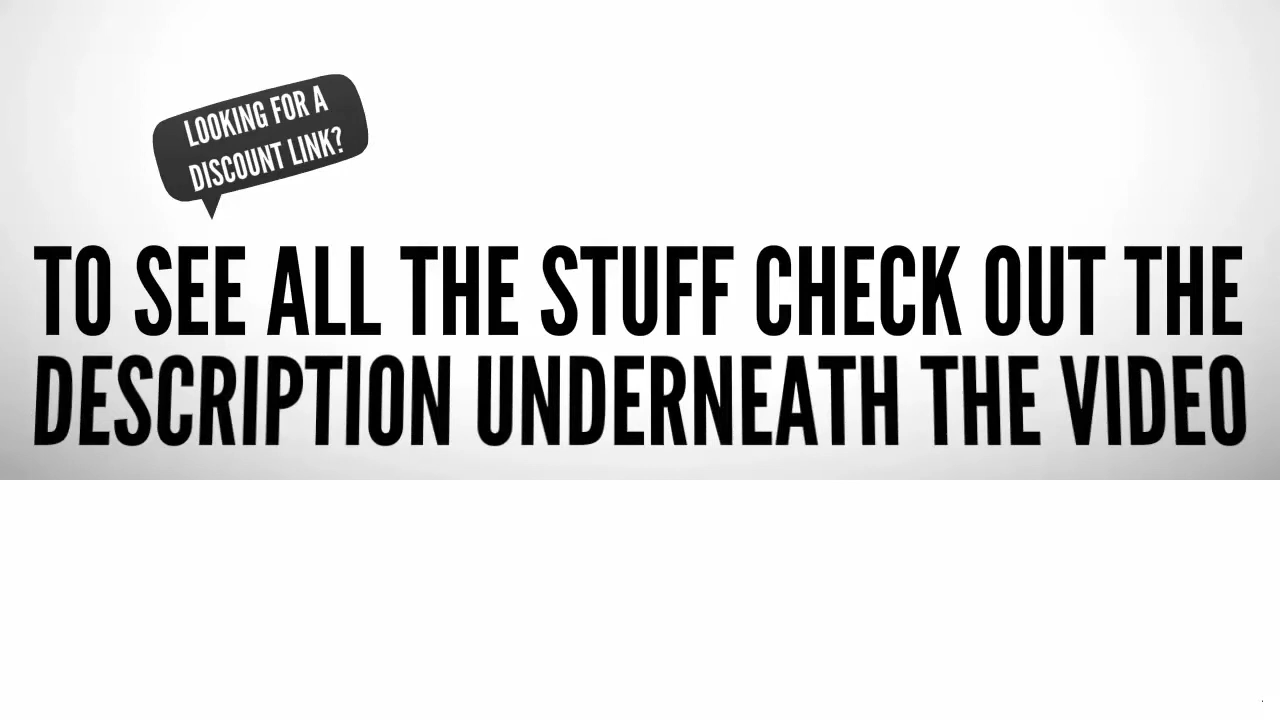 LOOKING FOR A
DISCOUNT LINK?
TO SEE ALL THE STUFF CHECK OUT THE
DESCRIPTION UNDERNEATH THE VIDEO